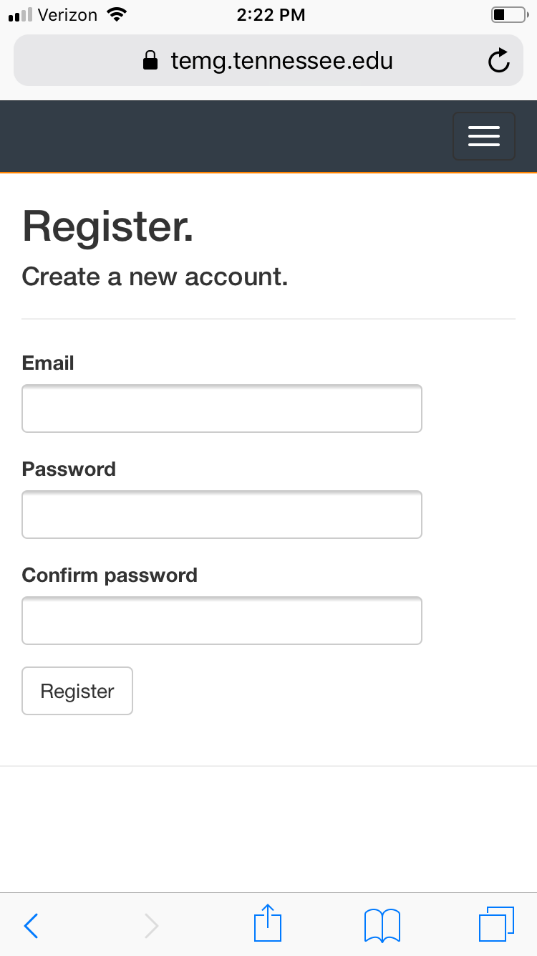 Verizon 2:22 PM
temg.tennessee.edu
Register.
Create a new account.
Email
Password
Confirm password
Register